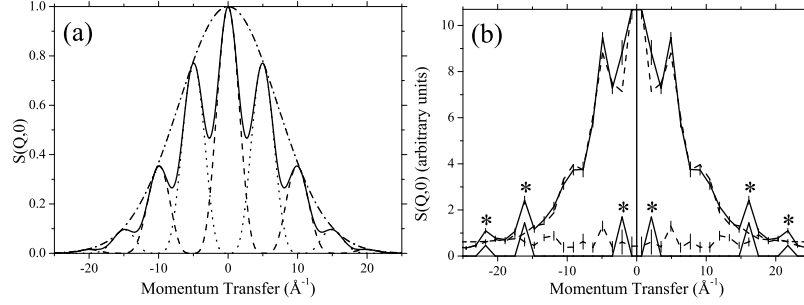 (a)
1.0
0.8
0.6
0.4
0.2
0.0
S(Q,0)
-20 -10 0 10 20
Momentum Transfer (Å-1)
(b)
10
8
6
4
2
0
S(Q,0) (arbitrary units)
* * * * * *
-20 -10 0 10 20
Momentum Transfer (Å-1)